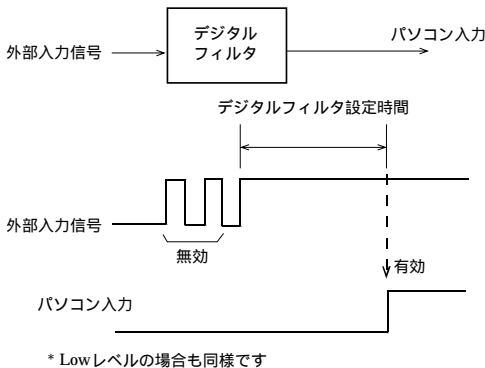 デジタル
フィルタ
外部入力信号
パソコン入力
デジタルフィルタ設定時間
外部入力信号
無効
有効
パソコン入力
* Lowレベルの場合も同様です